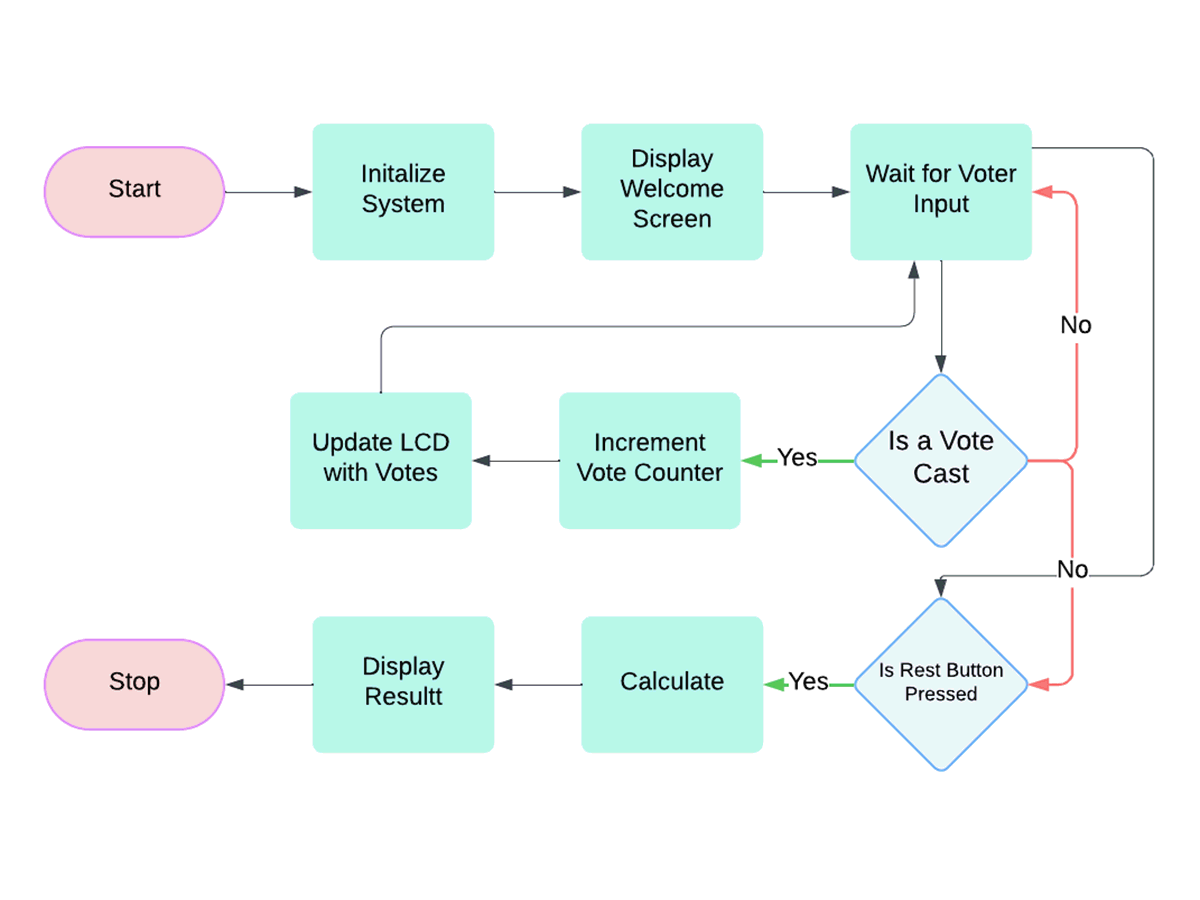 Start
Initalize
System
Display
Welcome
Screen
Wait for Voter
Input
No
Update LCD
with Votes
Increment
Vote Counter
Yes
Is a Vote
Cast
No
Stop
Display
Resultt
Calculate
Yes
Is Rest Button
Pressed